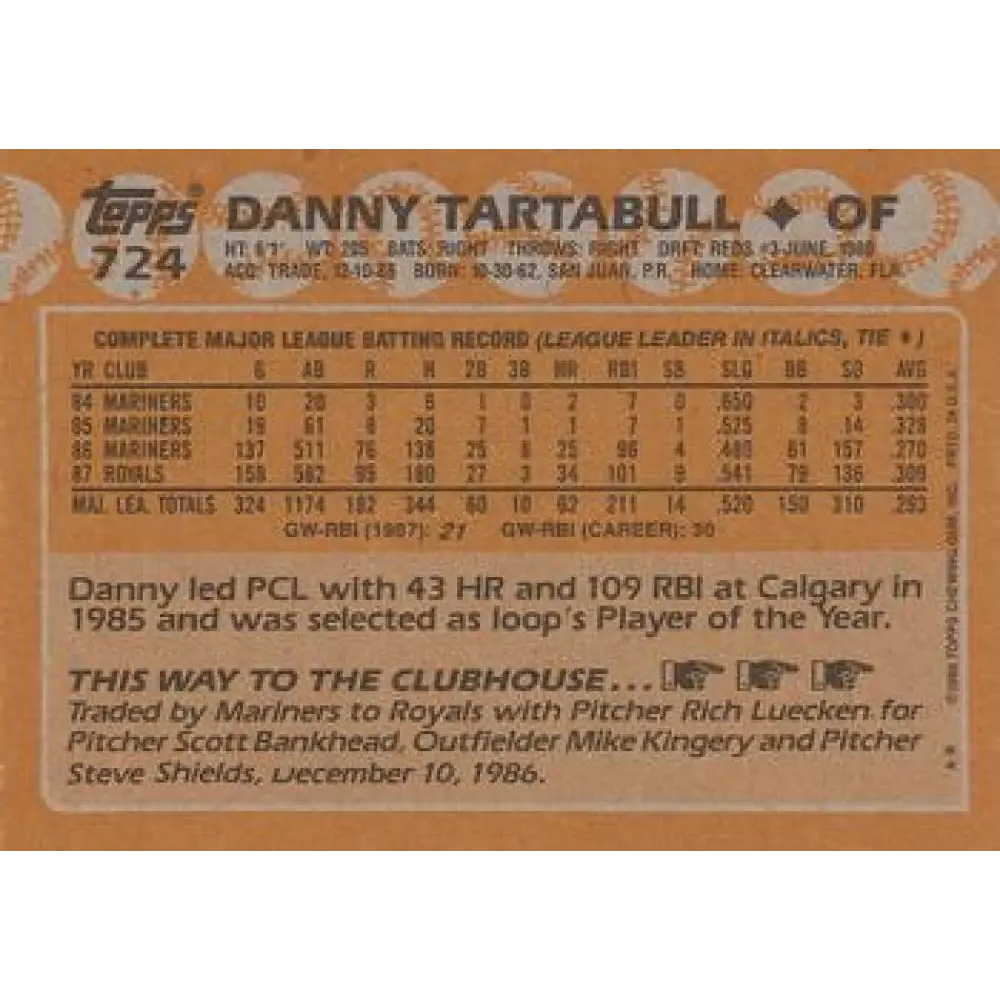 Topps® DANNY TARTABULL ✦ OF
724
HT: 6'1" WT: 205 BATS: RIGHT THROWS: RIGHT DRFT: REDS #3-JUNE, 1980
ACQ: TRADE, 12-10-86 BORN: 10-30-62, SAN JUAN, P.R. HOME: CLEARWATER, FLA.
COMPLETE MAJOR LEAGUE BATTING RECORD (LEAGUE LEADER IN ITALICS, TIE ♦)
YR CLUB G AB R H 2B 3B HR RBI SB SLG BB SO AVG
84 MARINERS 10 20 3 6 1 0 2 7 0 .650 2 3 .300
85 MARINERS 19 61 8 20 7 1 1 7 1 .525 8 14 .328
86 MARINERS 137 511 76 138 25 6 25 96 4 .489 61 157 .270
87 ROYALS 158 582 95 180 27 3 34 101 9 .541 79 136 .309
MAJ. LEA. TOTALS 324 1174 182 344 60 10 62 211 14 .520 150 310 .293
GW-RBI (1987): 21 GW-RBI (CAREER): 30
Danny led PCL with 43 HR and 109 RBI at Calgary in
1985 and was selected as loop's Player of the Year.
THIS WAY TO THE CLUBHOUSE...
Traded by Mariners to Royals with Pitcher Rich Luecken for
Pitcher Scott Bankhead, Outfielder Mike Kingery and Pitcher
Steve Shields, December 10, 1986.
© 1988 TOPPS CHEWING GUM, INC. PRTD. IN U.S.A.